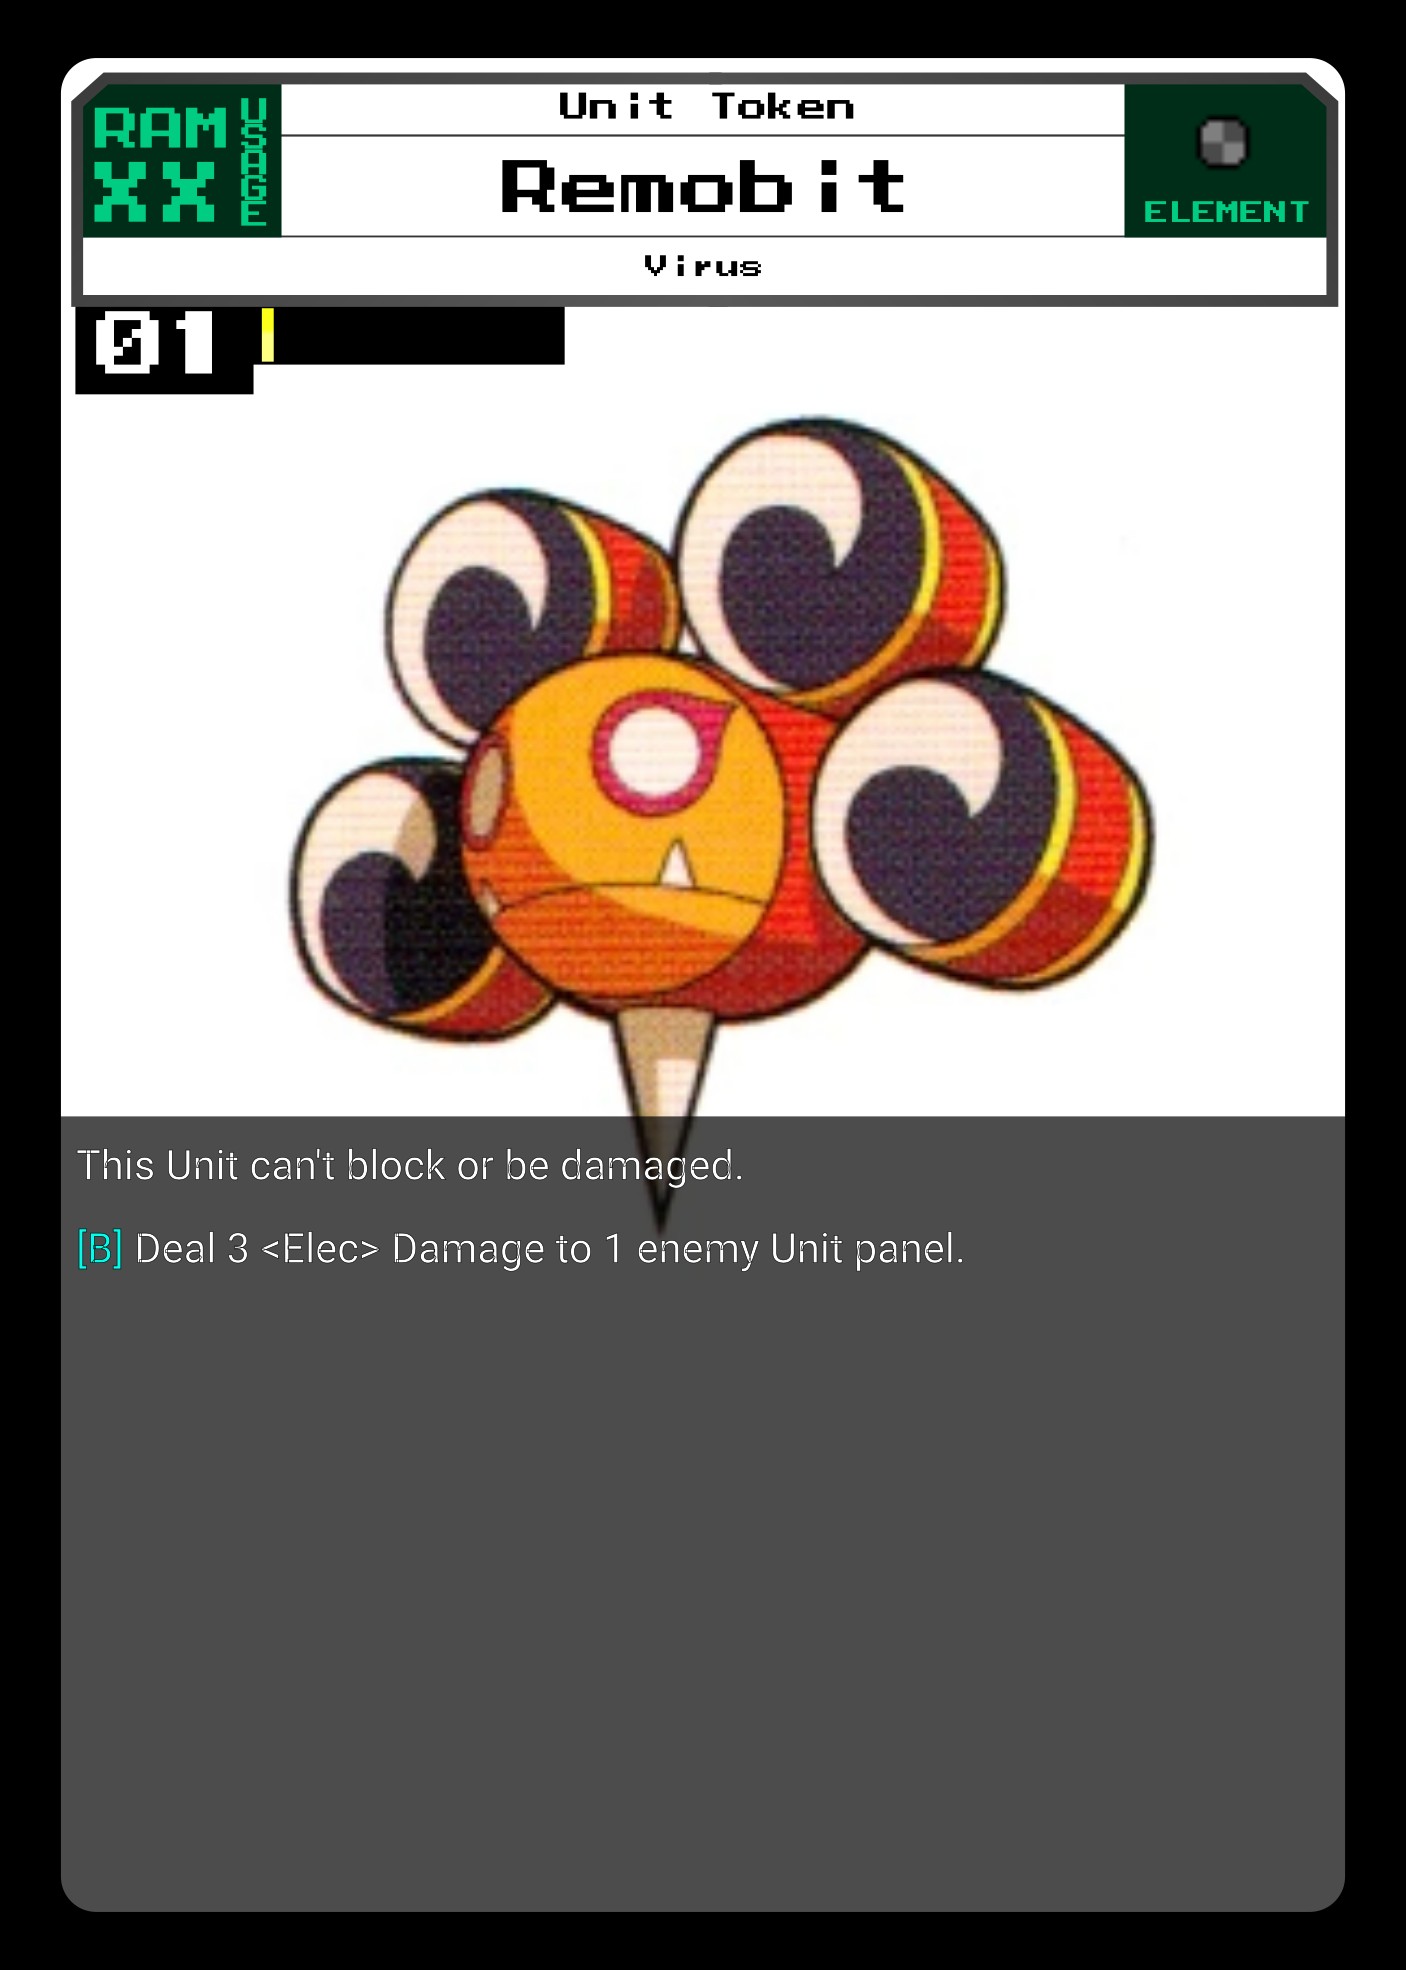 RAM
XX
USAGE
Unit Token
Remobit
ELEMENT
Virus
01
This Unit can't block or be damaged.
[B] Deal 3 <Elec> Damage to 1 enemy Unit panel.